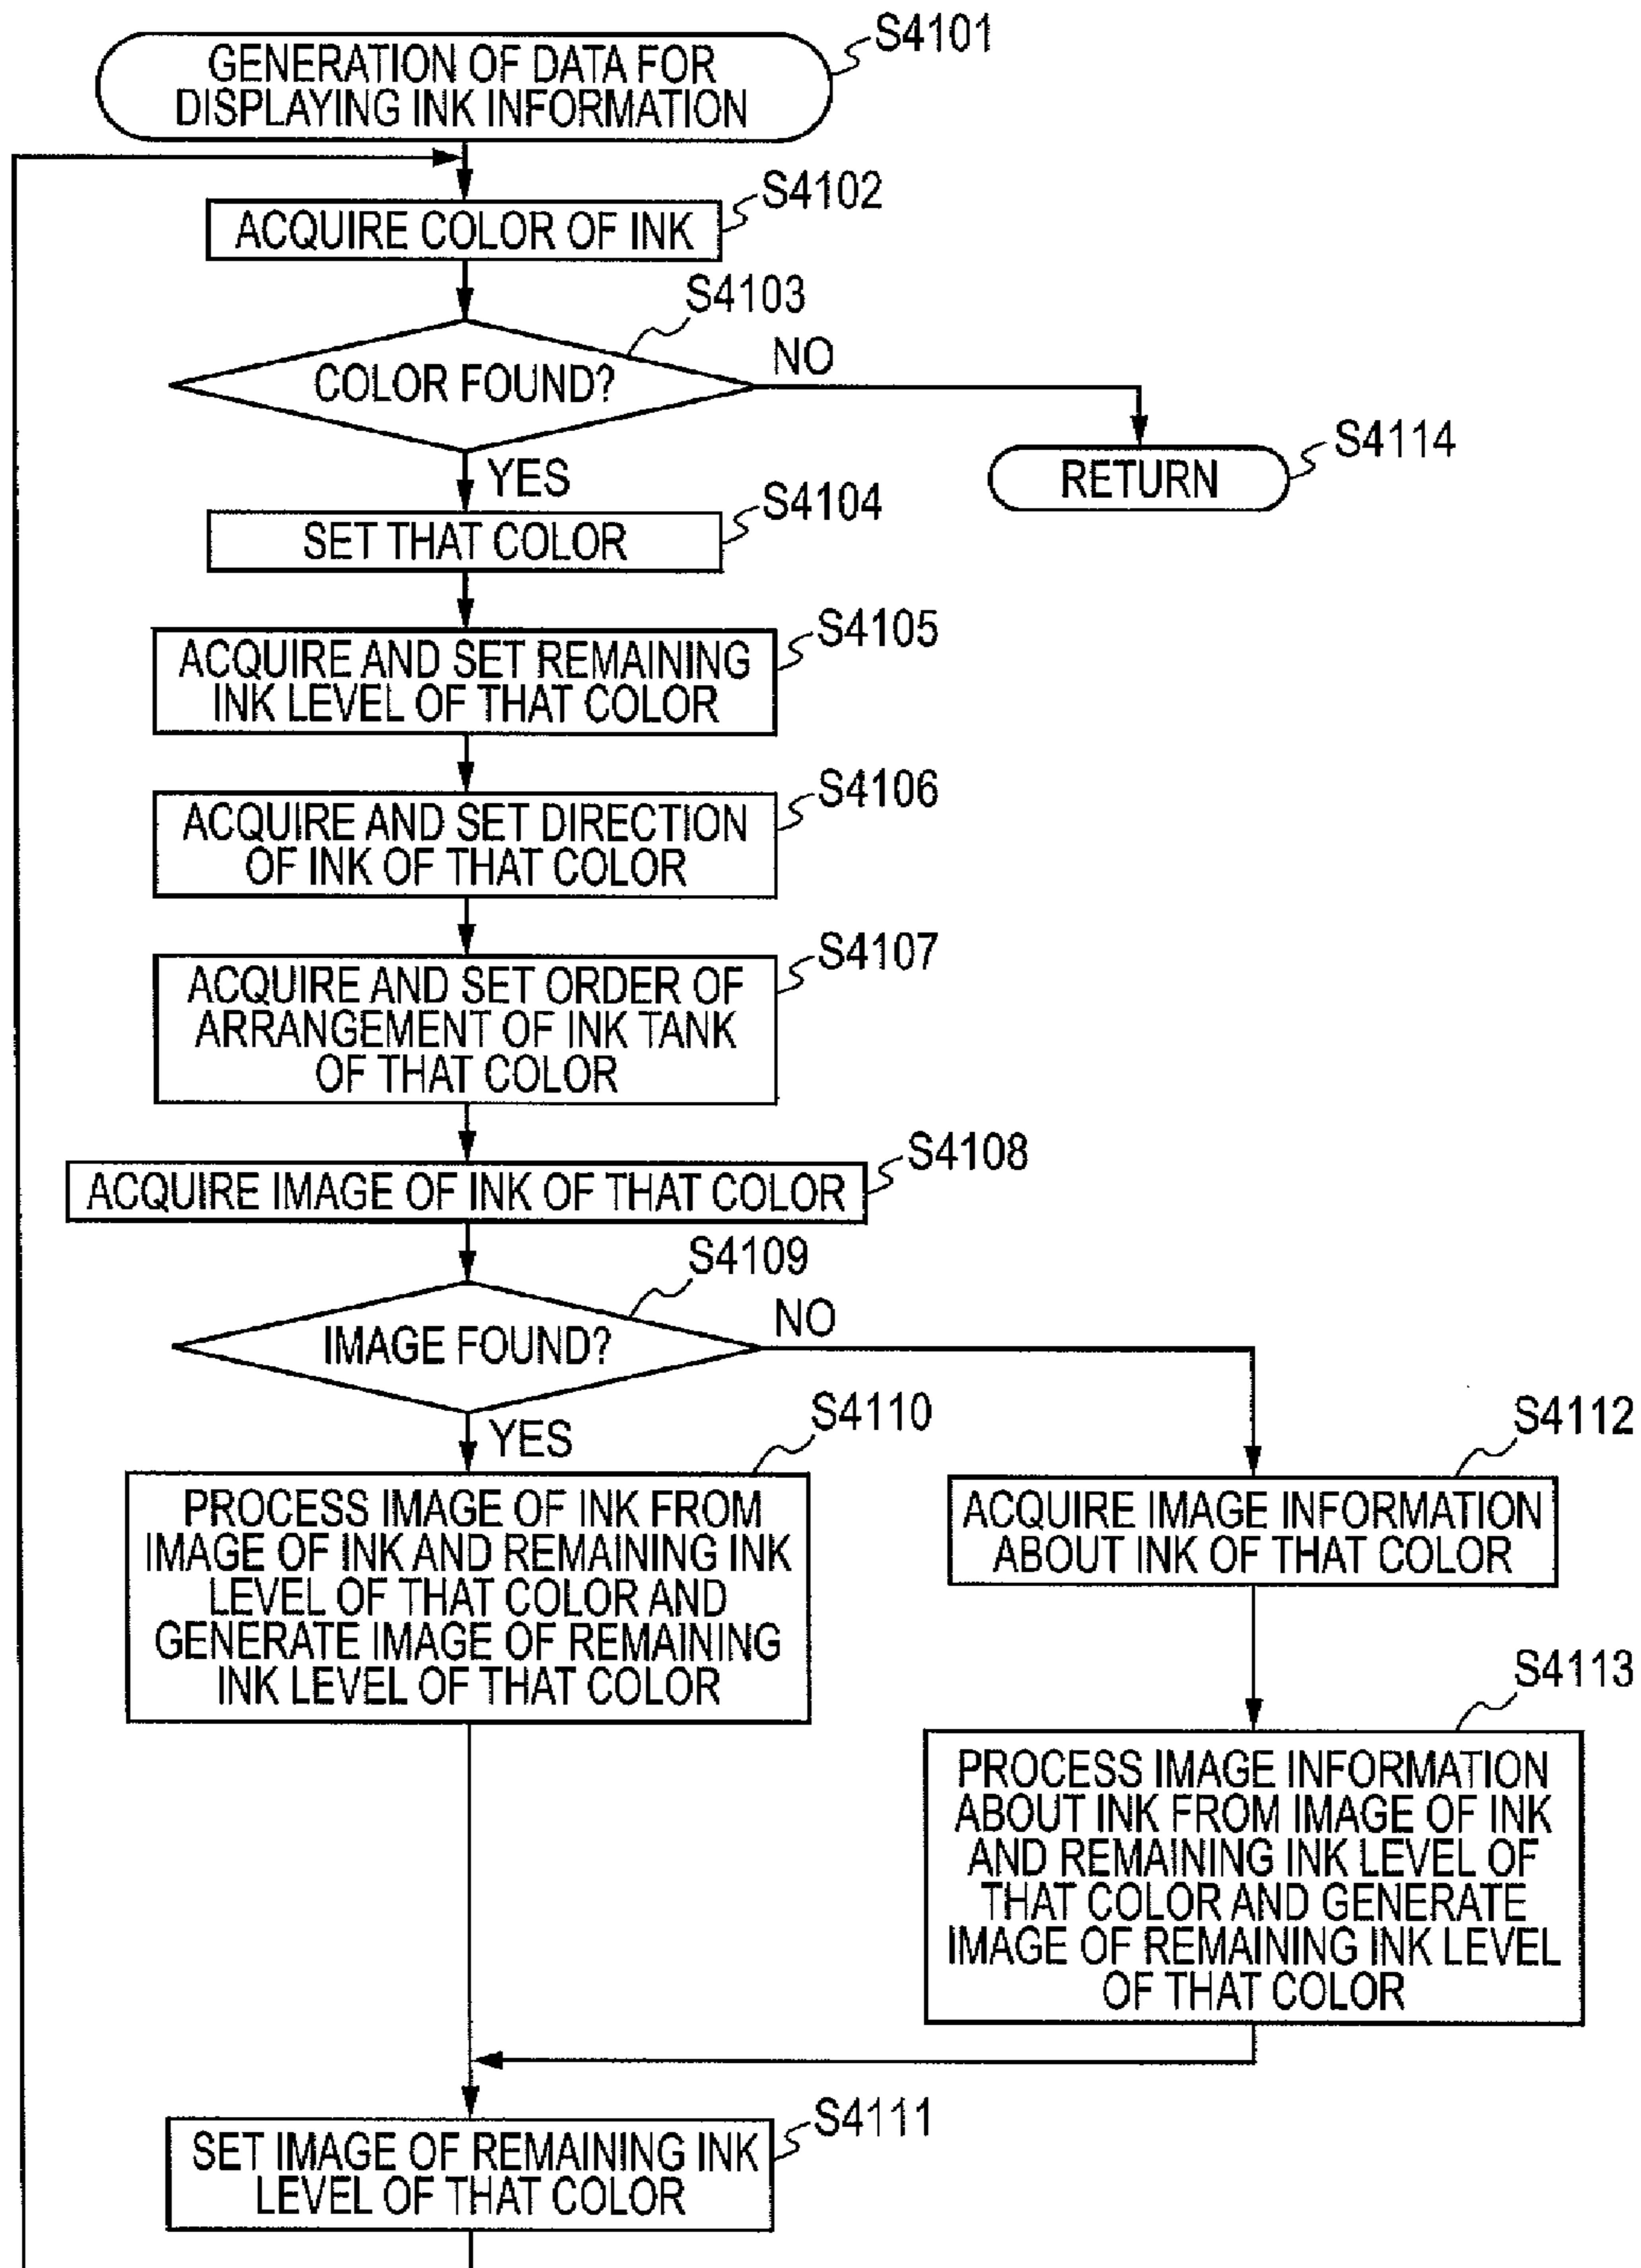 S4101
GENERATION OF DATA FOR
DISPLAYING INK INFORMATION
S4102
ACQUIRE COLOR OF INK
S4103
COLOR FOUND?
NO
S4114
RETURN
YES
S4104
SET THAT COLOR
S4105
ACQUIRE AND SET REMAINING
INK LEVEL OF THAT COLOR
S4106
ACQUIRE AND SET DIRECTION
OF INK OF THAT COLOR
S4107
ACQUIRE AND SET ORDER OF
ARRANGEMENT OF INK TANK
OF THAT COLOR
S4108
ACQUIRE IMAGE OF INK OF THAT COLOR
S4109
IMAGE FOUND?
NO
YES
S4110
PROCESS IMAGE OF INK FROM
IMAGE OF INK AND REMAINING INK
LEVEL OF THAT COLOR AND
GENERATE IMAGE OF REMAINING
INK LEVEL OF THAT COLOR
S4112
ACQUIRE IMAGE INFORMATION
ABOUT INK OF THAT COLOR
S4113
PROCESS IMAGE INFORMATION
ABOUT INK FROM IMAGE OF INK
AND REMAINING INK LEVEL OF
THAT COLOR AND GENERATE
IMAGE OF REMAINING INK LEVEL
OF THAT COLOR
S4111
SET IMAGE OF REMAINING INK
LEVEL OF THAT COLOR